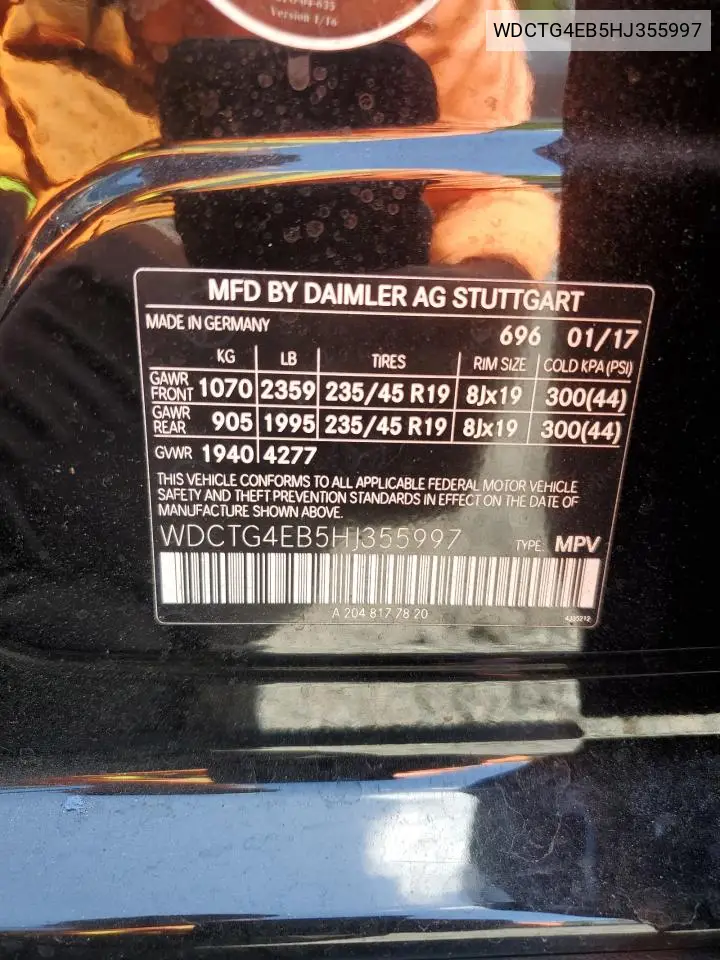 Version 1/16
WDCTG4EB5HJ355997
MFD BY DAIMLER AG STUTTGART
MADE IN GERMANY 696 01/17
KG LB TIRES RIM SIZE COLD KPA (PSI)
GAWR FRONT 1070 2359 235/45 R19 8Jx19 300(44)
GAWR REAR 905 1995 235/45 R19 8Jx19 300(44)
GVWR 1940 4277
THIS VEHICLE CONFORMS TO ALL APPLICABLE FEDERAL MOTOR VEHICLE
SAFETY AND THEFT PREVENTION STANDARDS IN EFFECT ON THE DATE OF
MANUFACTURE SHOWN ABOVE.
WDCTG4EB5HJ355997 TYPE: MPV
A 204 817 78 20